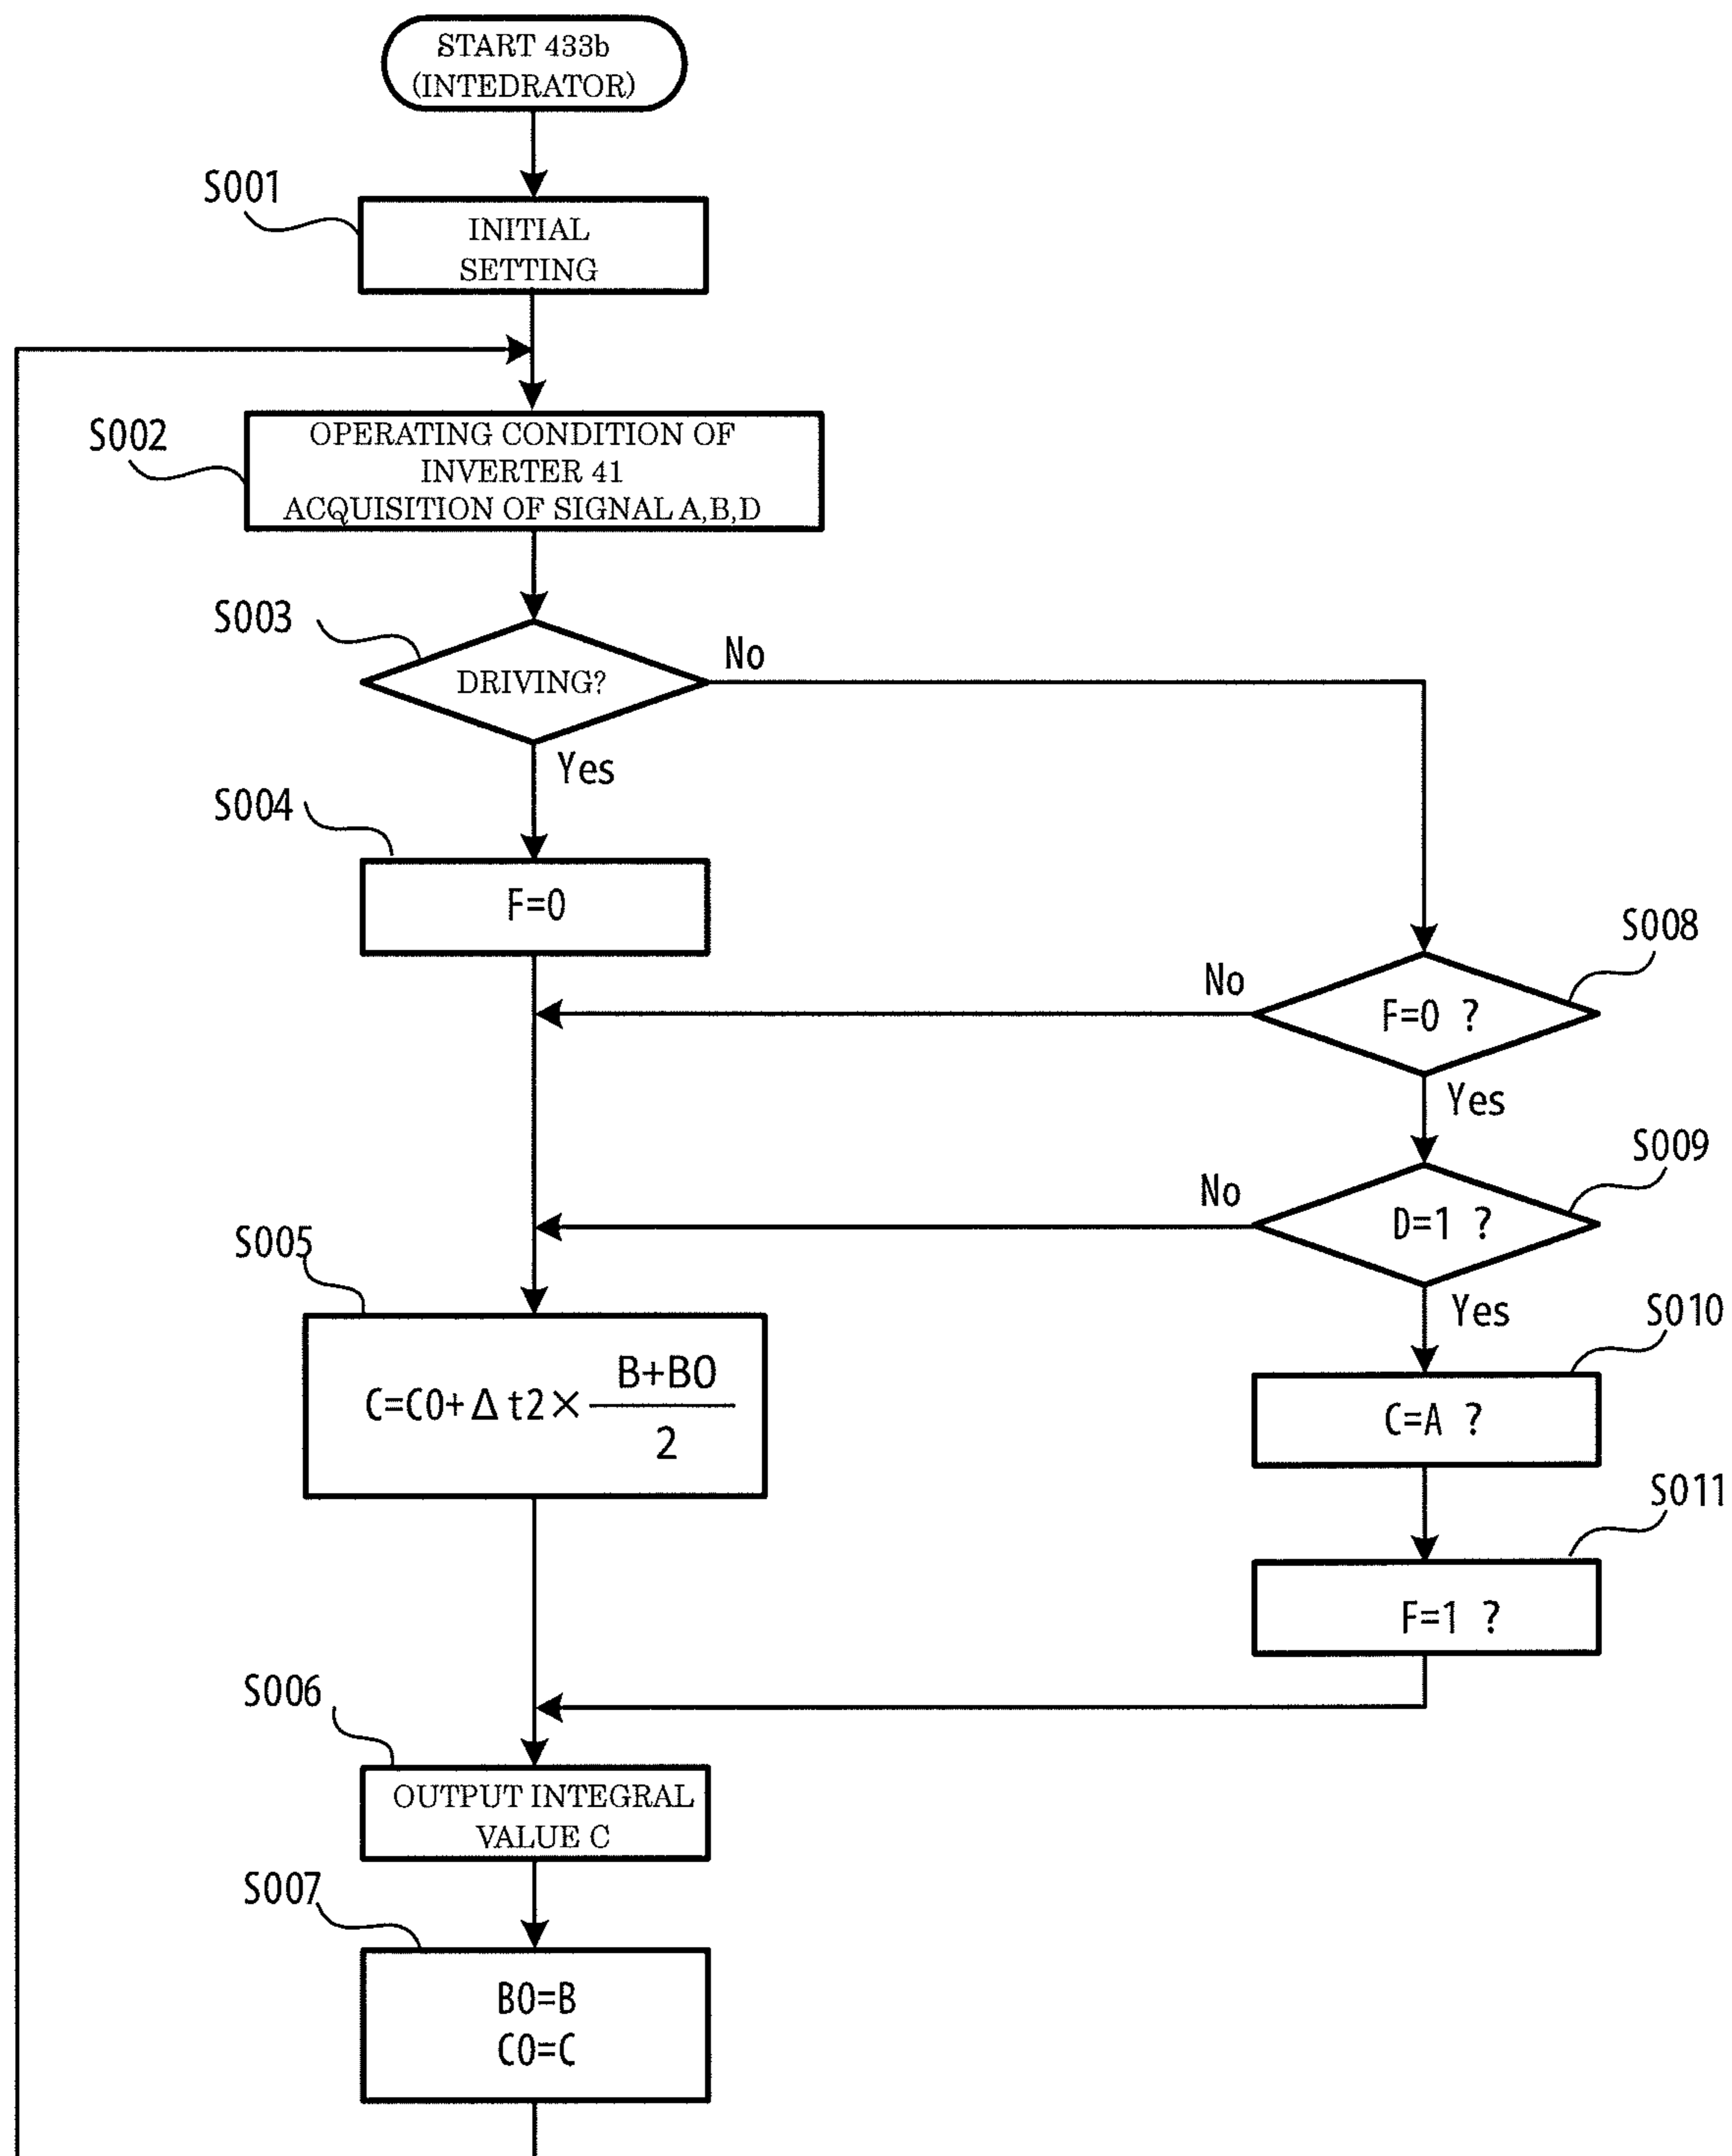 START 433b
(INTEDRATOR)
S001
INITIAL
SETTING
S002
OPERATING CONDITION OF
INVERTER 41
ACQUISITION OF SIGNAL A,B,D
S003
DRIVING?
No
Yes
S004
F=0
S008
No
F=0 ?
Yes
S009
No
D=1 ?
Yes
S005
C=C0+Δt2×(B+B0)/2
S010
C=A ?
S011
F=1 ?
S006
OUTPUT INTEGRAL
VALUE C
S007
B0=B
C0=C